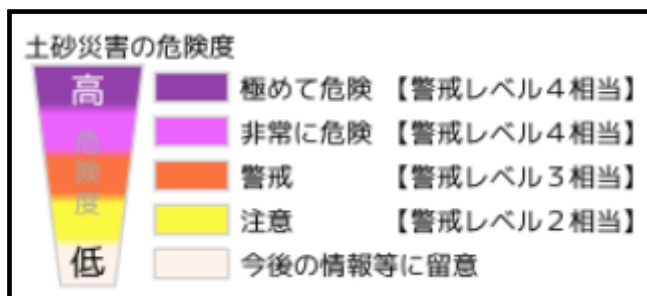 土砂災害の危険度
高
危険度
低
極めて危険 【警戒レベル4相当】
非常に危険 【警戒レベル4相当】
警戒 【警戒レベル3相当】
注意 【警戒レベル2相当】
今後の情報等に留意